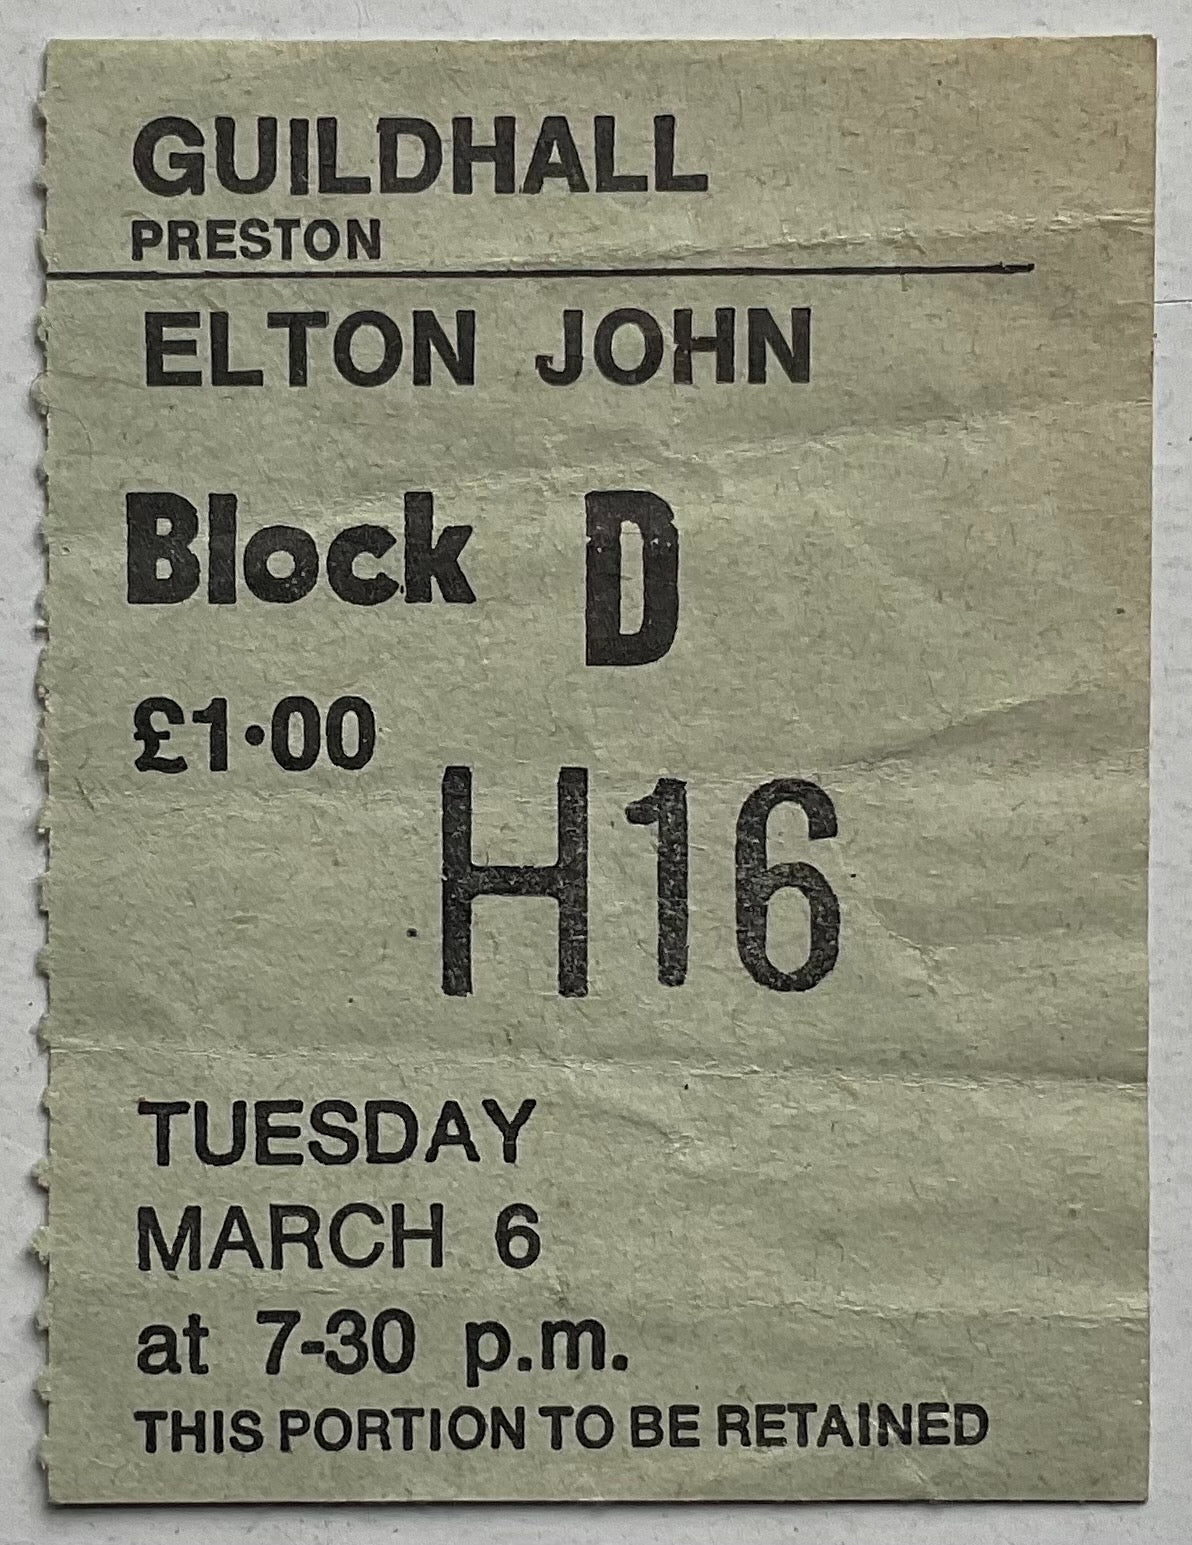 GUILDHALL
PRESTON
ELTON JOHN
Block D
£1·00
H16
TUESDAY
MARCH 6
at 7-30 p.m.
THIS PORTION TO BE RETAINED